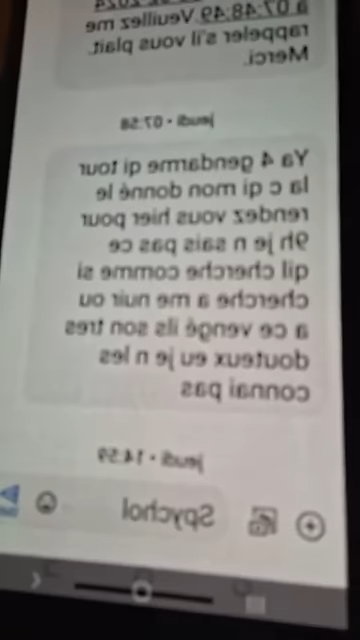 à 07:48:49. Veuillez me
rappeler s'il vous plait.
Merci.
jeudi • 07:58
Ya 4 gendarme qi tour
la c qi mon donné le
rendez vous hier pour
9h je n sais pas ce
qil cherche comme si
cherche a me nuir ou
a ce vengé ils son tres
douteux eu je n les
connai pas
jeudi • 14:59
Spychol